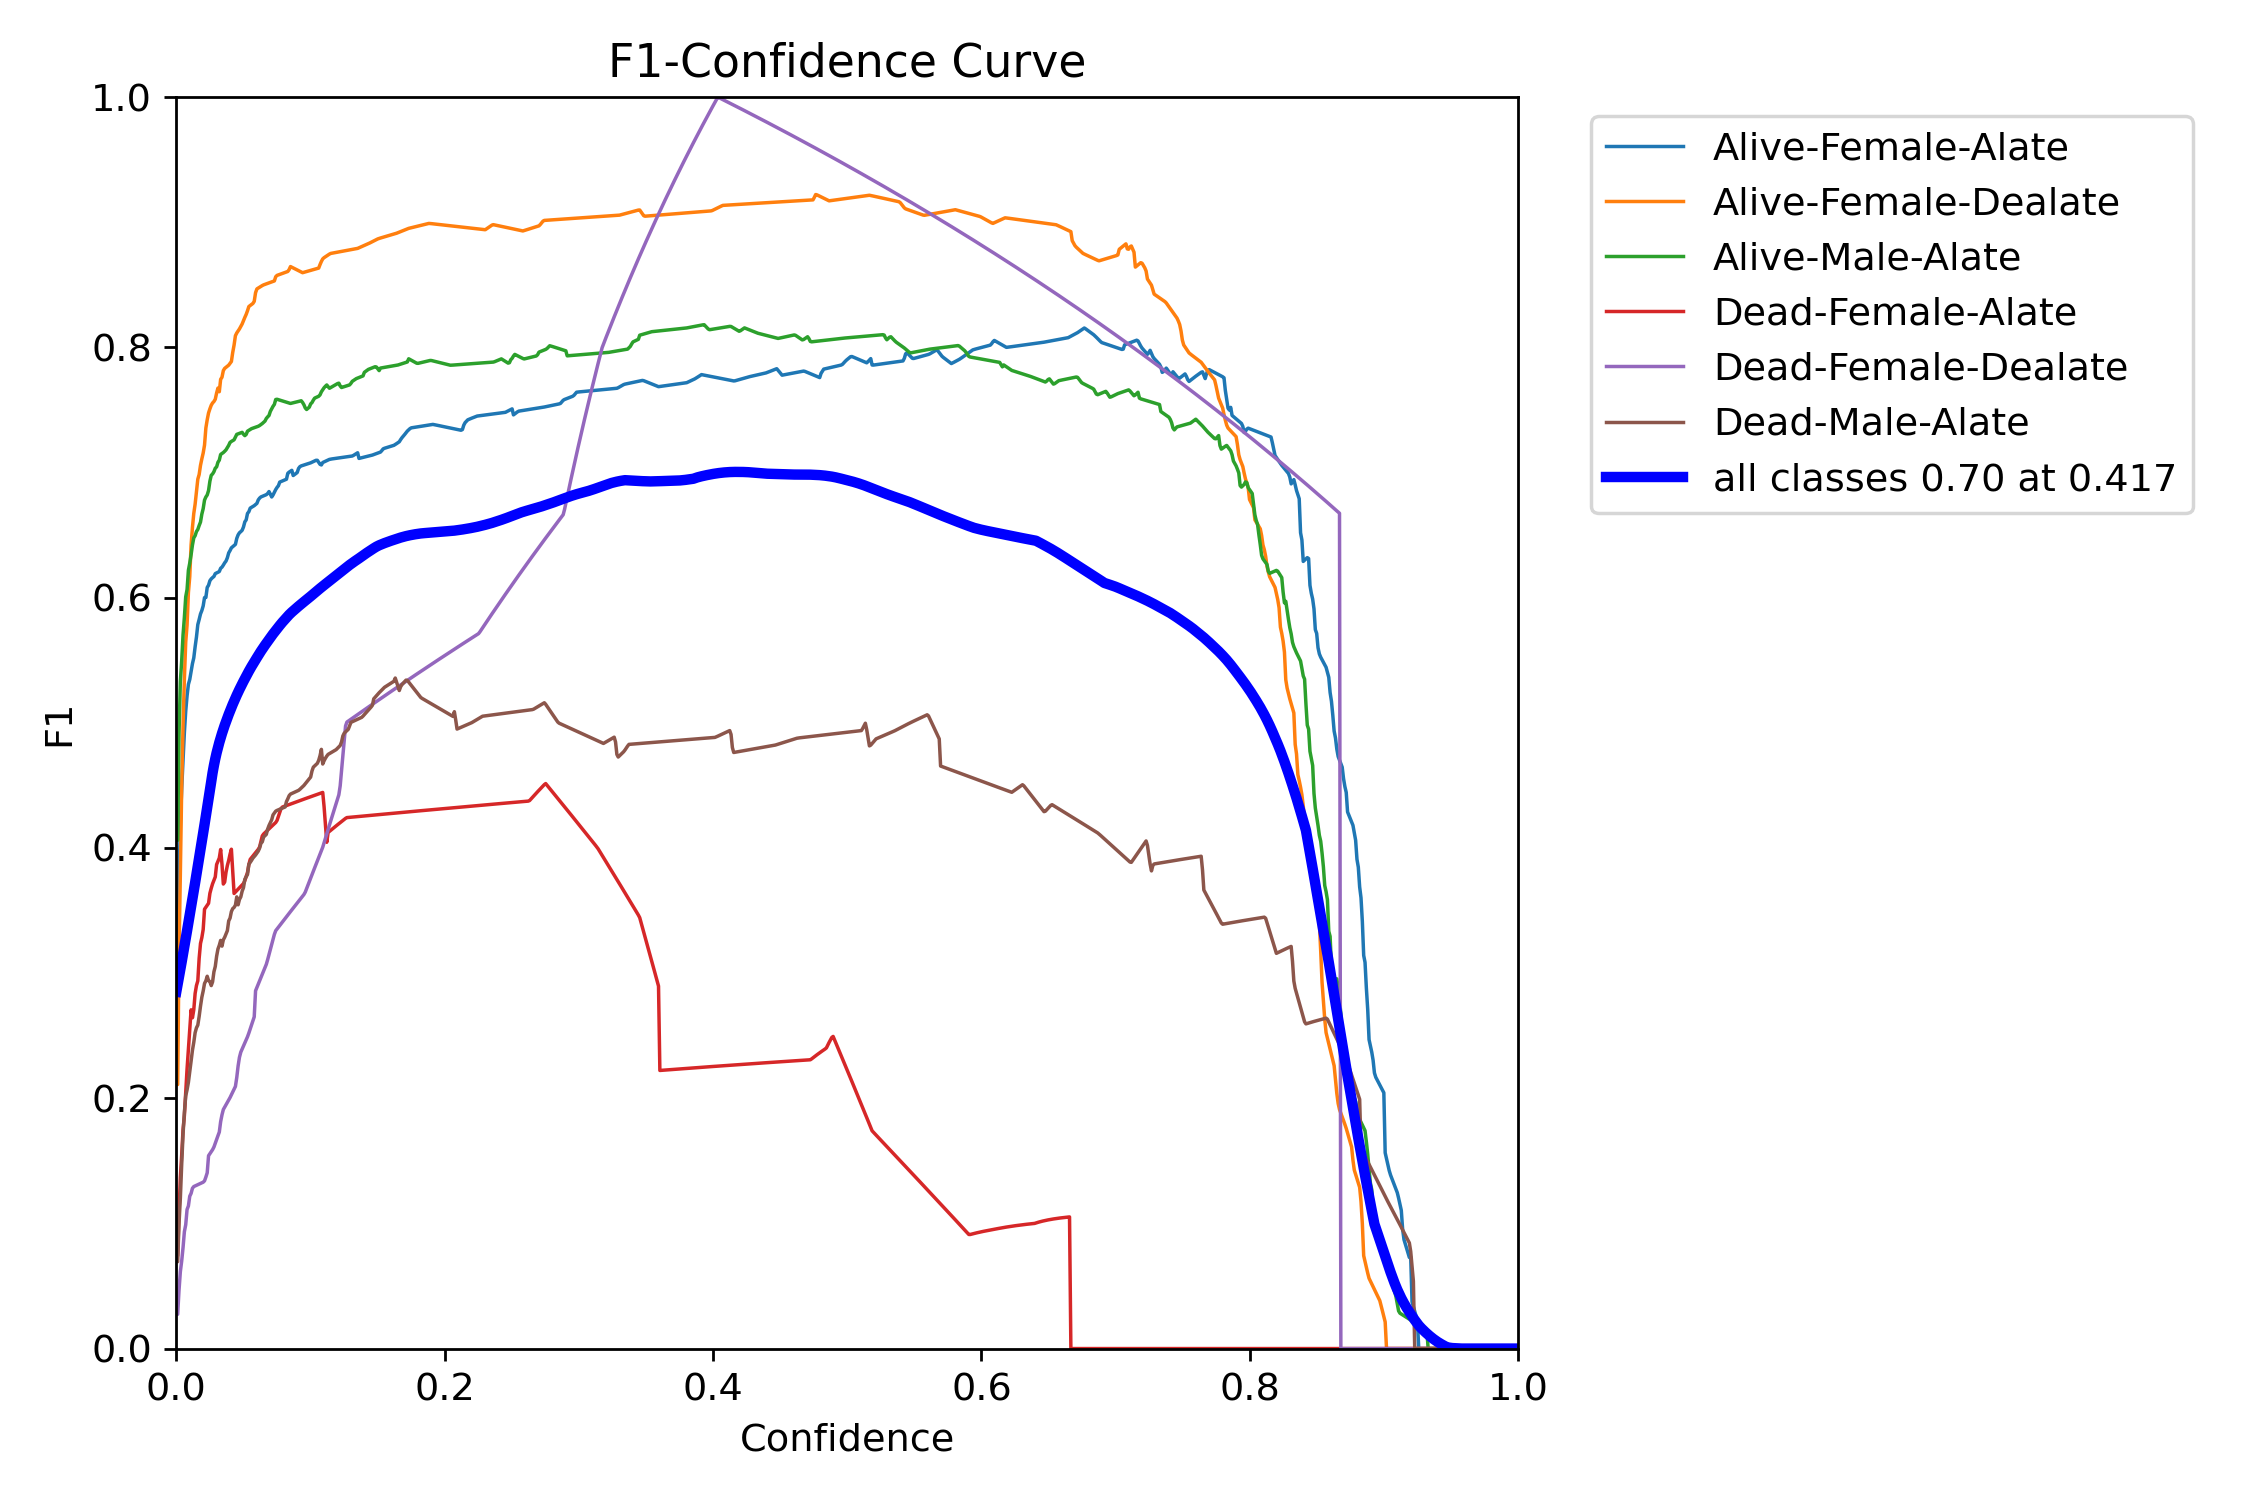 F1-Confidence Curve
1.0
0.8
0.6
0.4
0.2
0.0
F1
0.0 0.2 0.4 0.6 0.8 1.0
Confidence
Alive-Female-Alate
Alive-Female-Dealate
Alive-Male-Alate
Dead-Female-Alate
Dead-Female-Dealate
Dead-Male-Alate
all classes 0.70 at 0.417